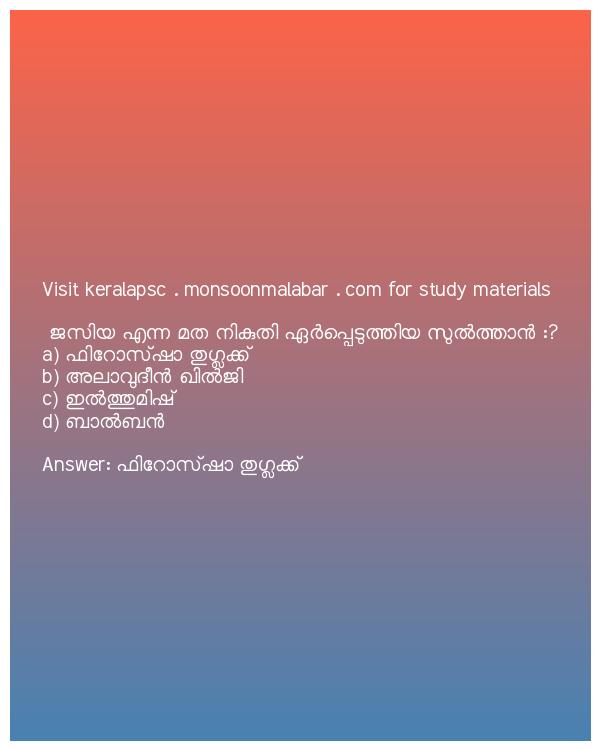 Visit keralapsc . monsoonmalabar . com for study materials
ജസിയ എന്ന മത നികുതി ഏർപ്പെടുത്തിയ സുൽത്താൻ :?
a) ഫിറോസ്ഷാ തുഗ്ലക്ക്
b) അലാവുദീൻ ഖിൽജി
c) ഇൽത്തുമിഷ്
d) ബാൽബൻ
Answer: ഫിറോസ്ഷാ തുഗ്ലക്ക്